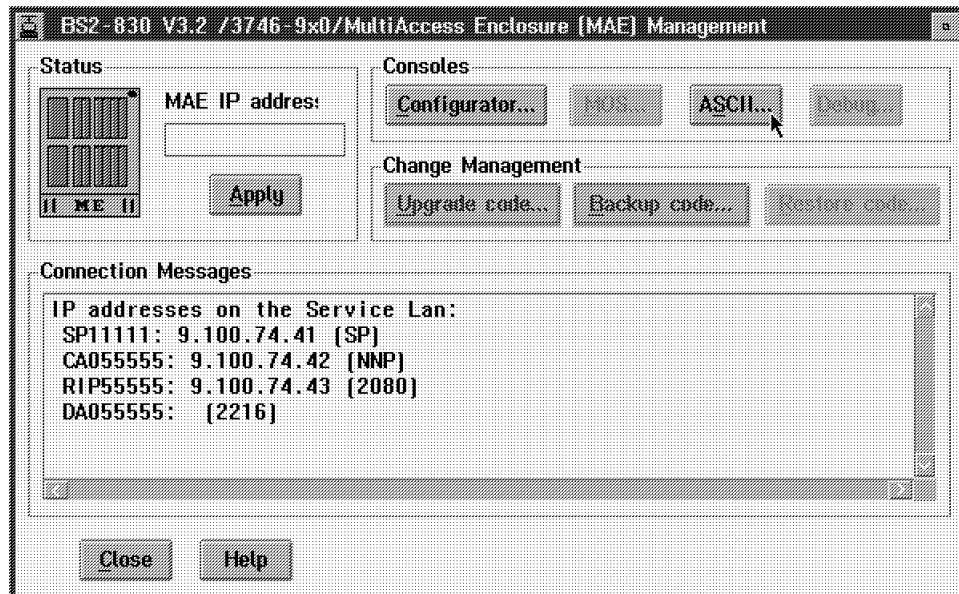 BS2-830 V3.2 /3746-9x0/MultiAccess Enclosure (MAE) Management
Status
MAE IP address
Apply
ME
Consoles
Configurator...
MOS...
ASCII...
Debug...
Change Management
Upgrade code...
Backup code...
Restore code...
Connection Messages
IP addresses on the Service Lan:
SP11111: 9.100.74.41 (SP)
CA055555: 9.100.74.42 (NNP)
RIP55555: 9.100.74.43 (2080)
DA055555: (2216)
Close
Help